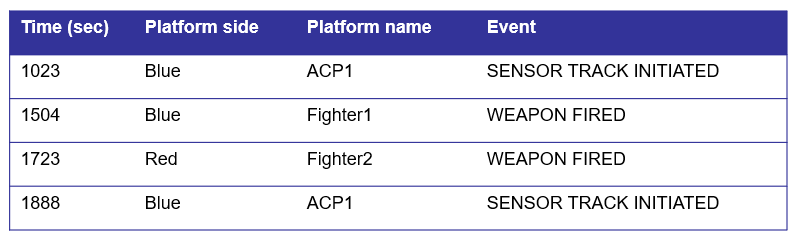 Time (sec) Platform side Platform name Event
1023 Blue ACP1 SENSOR TRACK INITIATED
1504 Blue Fighter1 WEAPON FIRED
1723 Red Fighter2 WEAPON FIRED
1888 Blue ACP1 SENSOR TRACK INITIATED